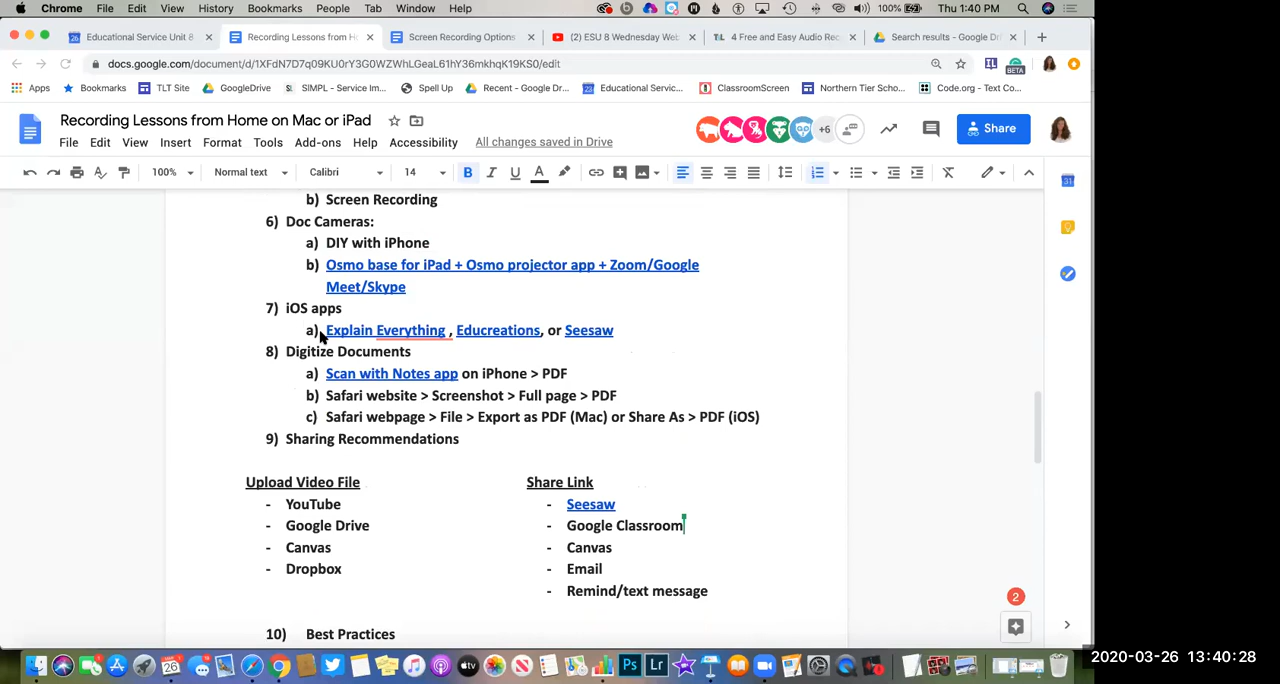 Chrome File Edit View History Bookmarks People Tab Window Help 100% Thu 1:40 PM
Educational Service Unit 8 Recording Lessons from H Screen Recording Options (2) ESU 8 Wednesday Web 4 Free and Easy Audio Rec Search results - Google Dri
docs.google.com/document/d/1XFdN7D7q09KU0rY3G0WZWhLGeaL61hY36mkhqK19KS0/edit BETA
Apps Bookmarks TLT Site GoogleDrive SIMPL - Service Im... Spell Up Recent - Google Dr... Educational Servic... ClassroomScreen Northern Tier Scho... Code.org - Text Co...
Recording Lessons from Home on Mac or iPad
+6 Share
File Edit View Insert Format Tools Add-ons Help Accessibility All changes saved in Drive
100% Normal text Calibri 14 B I U A
b) Screen Recording
6) Doc Cameras:
a) DIY with iPhone
b) Osmo base for iPad + Osmo projector app + Zoom/Google
Meet/Skype
7) iOS apps
a) Explain Everything , Educreations, or Seesaw
8) Digitize Documents
a) Scan with Notes app on iPhone > PDF
b) Safari website > Screenshot > Full page > PDF
c) Safari webpage > File > Export as PDF (Mac) or Share As > PDF (iOS)
9) Sharing Recommendations
Upload Video File Share Link
- YouTube - Seesaw
- Google Drive - Google Classroom
- Canvas - Canvas
- Dropbox - Email
- Remind/text message
2
10) Best Practices
2020-03-26 13:40:28